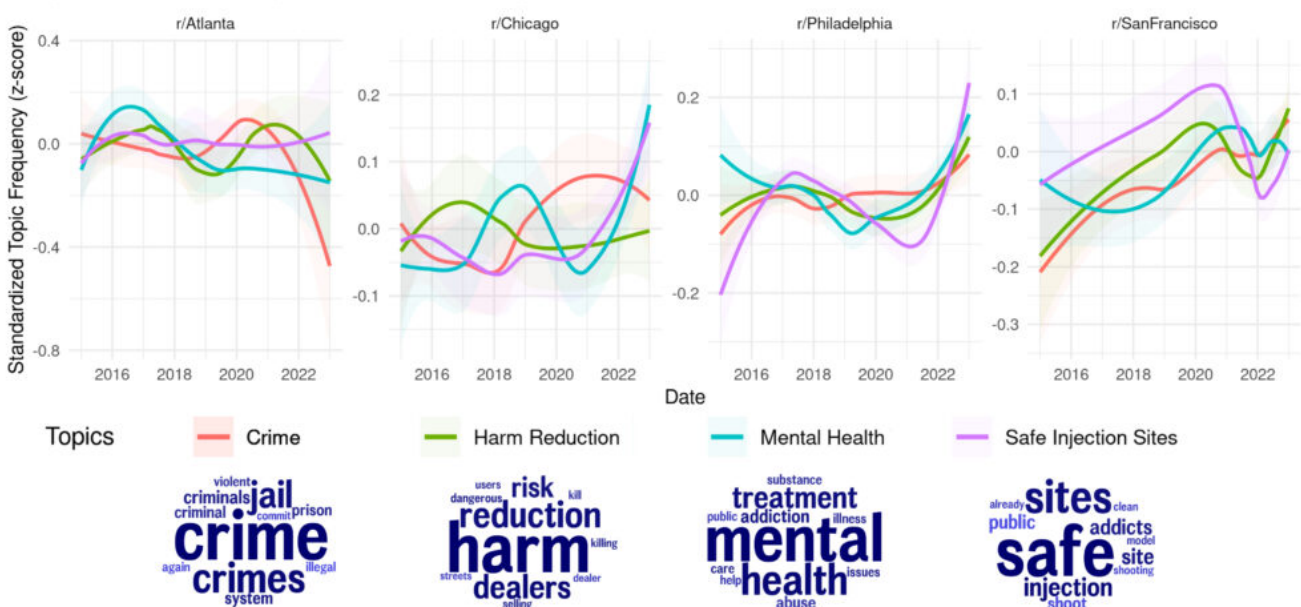 r/Atlanta r/Chicago r/Philadelphia r/SanFrancisco
Standardized Topic Frequency (z-score)
0.4
0.0
-0.4
-0.8
2016 2018 2020 2022
0.2
0.1
0.0
-0.1
2016 2018 2020 2022
0.2
0.0
-0.2
2016 2018 2020 2022
0.1
0.0
-0.1
-0.2
-0.3
2016 2018 2020 2022
Date
Topics Crime Harm Reduction Mental Health Safe Injection Sites
violent
criminals jail
criminal commit prison
crime
again illegal
crimes
system
users risk kill
dangerous
reduction
harm killing
streets dealer
dealers
selling
substance
treatment
public addiction illness
mental
care health issues
help
abuse
already sites clean
public addicts
safe model
site
shooting
injection
shoot